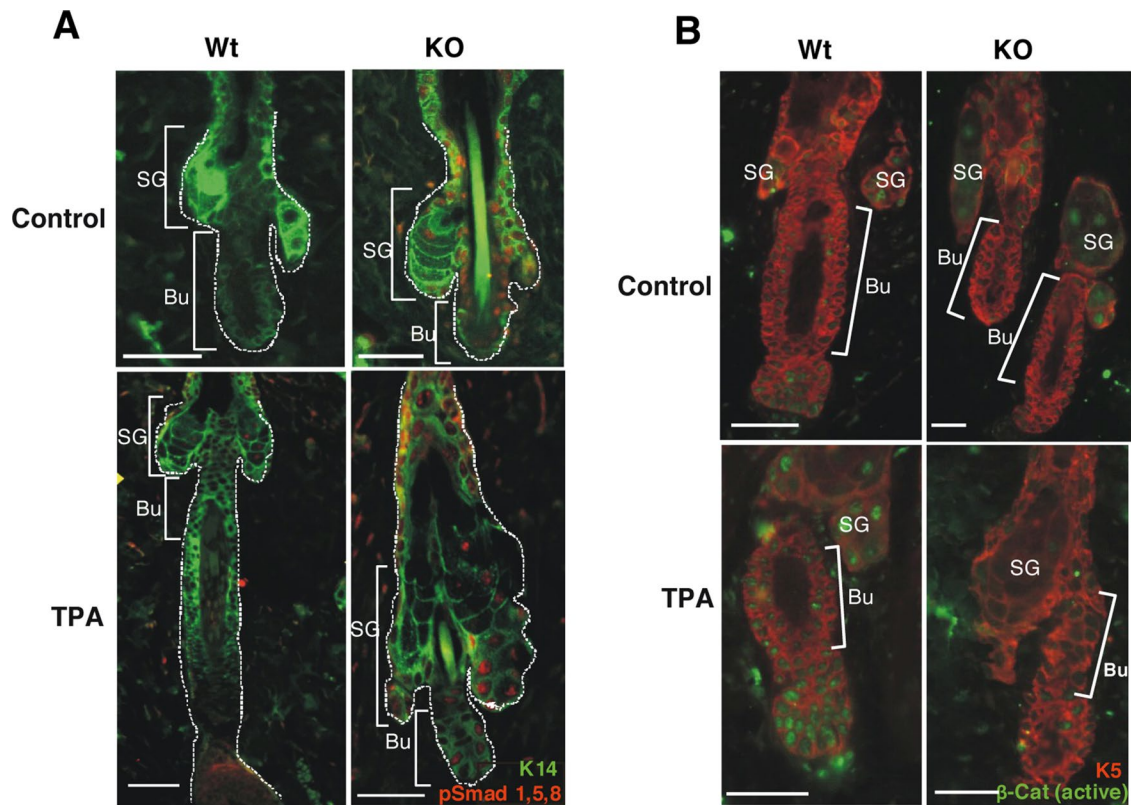 A
Wt
KO
Control
SG
Bu
SG
Bu
TPA
SG
Bu
SG
Bu
K14
pSmad 1,5,8
B
Wt
KO
Control
SG
SG
Bu
SG
SG
Bu
Bu
TPA
SG
Bu
SG
Bu
K5
β-Cat (active)